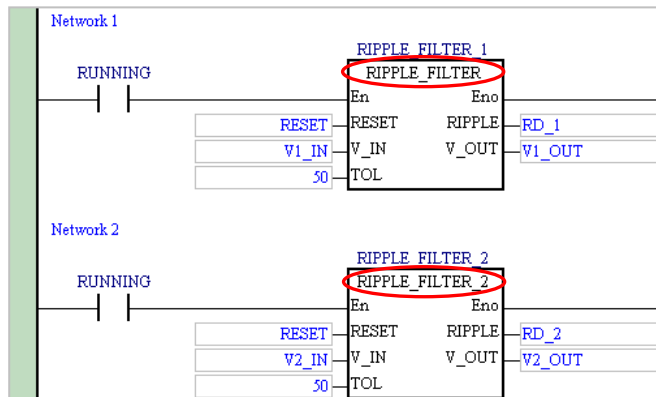 Network 1
RIPPLE_FILTER_1
RUNNING RIPPLE_FILTER
En Eno
RESET RESET RIPPLE RD_1
V1_IN V_IN V_OUT V1_OUT
50 TOL
Network 2
RIPPLE_FILTER_2
RUNNING RIPPLE_FILTER_2
En Eno
RESET RESET RIPPLE RD_2
V2_IN V_IN V_OUT V2_OUT
50 TOL